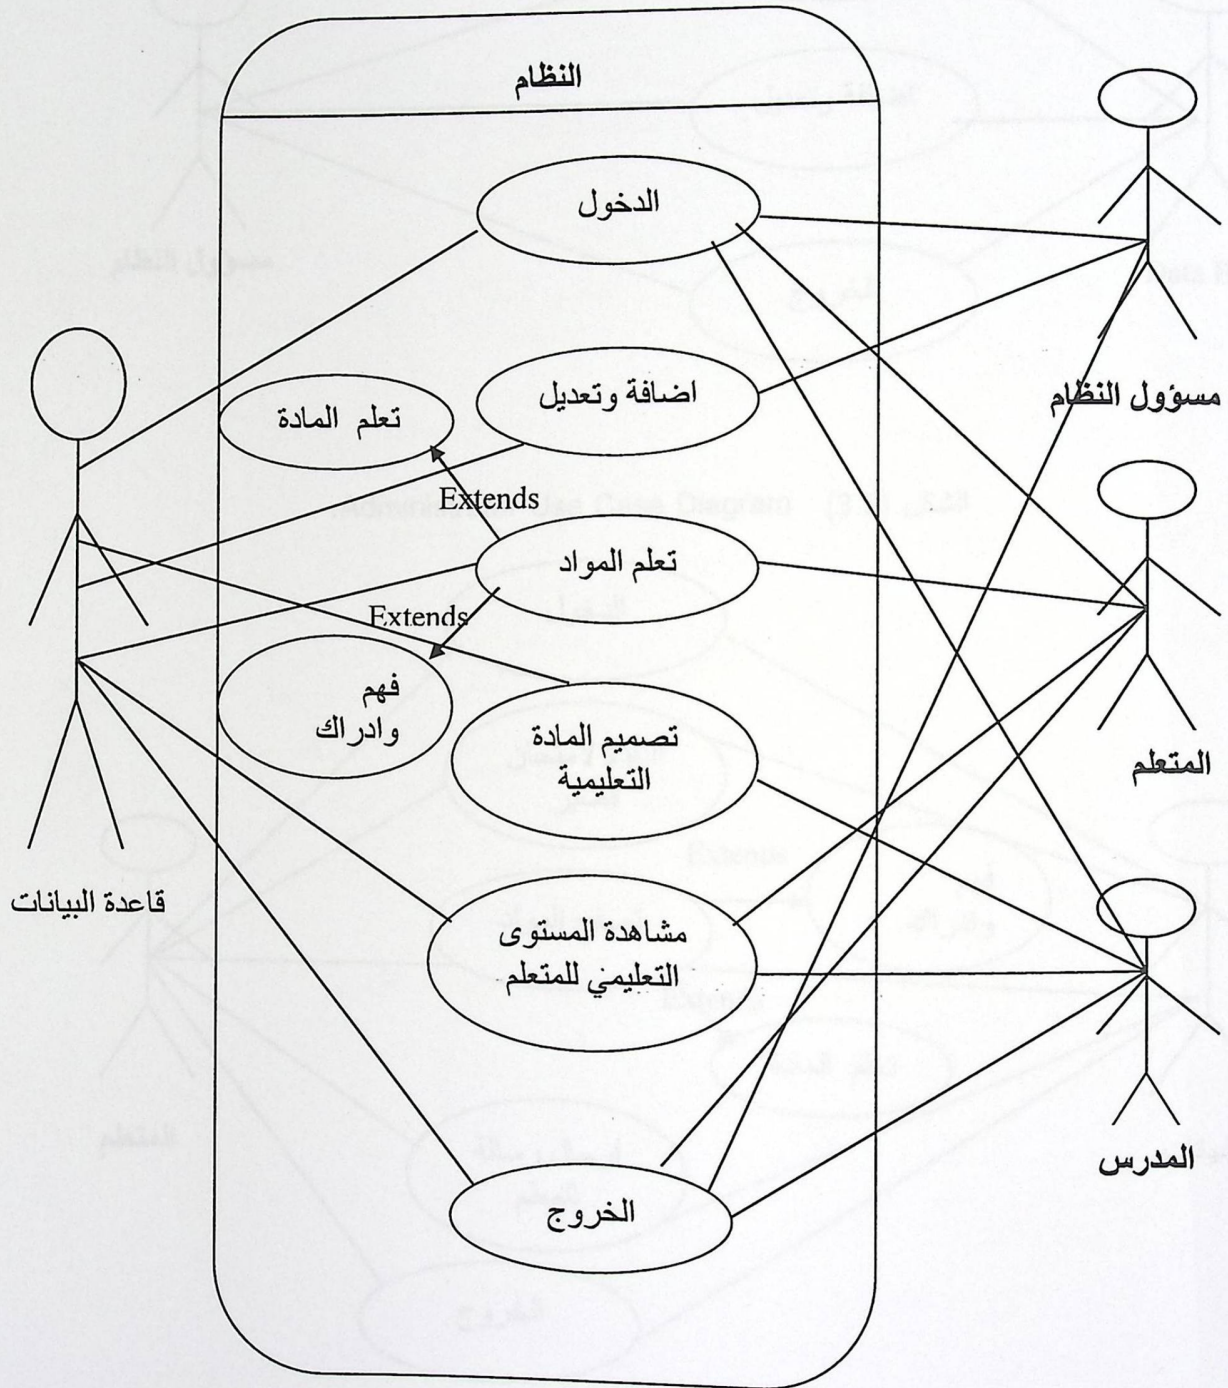 النظام
الدخول
اضافة وتعديل
مسؤول النظام
تعلم المادة
Extends
تعلم المواد
Extends
فهم
وادراك
تصميم المادة
التعليمية
المتعلم
قاعدة البيانات
مشاهدة المستوى
التعليمي للمتعلم
المدرس
الخروج